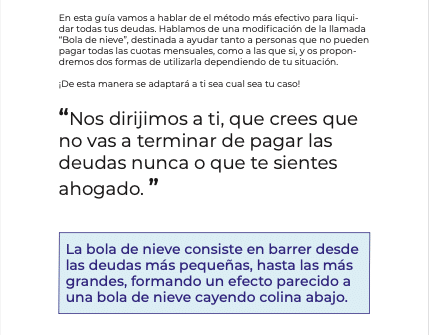 En esta guía vamos a hablar de el método más efectivo para liqui-
dar todas tus deudas. Hablamos de una modificación de la llamada
“Bola de nieve”, destinada a ayudar tanto a personas que no pueden
pagar todas las cuotas mensuales, como a las que si, y os propon-
dremos dos formas de utilizarla dependiendo de tu situación.
¡De esta manera se adaptará a ti sea cual sea tu caso!
“Nos dirijimos a ti, que crees que
no vas a terminar de pagar las
deudas nunca o que te sientes
ahogado. ”
La bola de nieve consiste en barrer desde
las deudas más pequeñas, hasta las más
grandes, formando un efecto parecido a
una bola de nieve cayendo colina abajo.